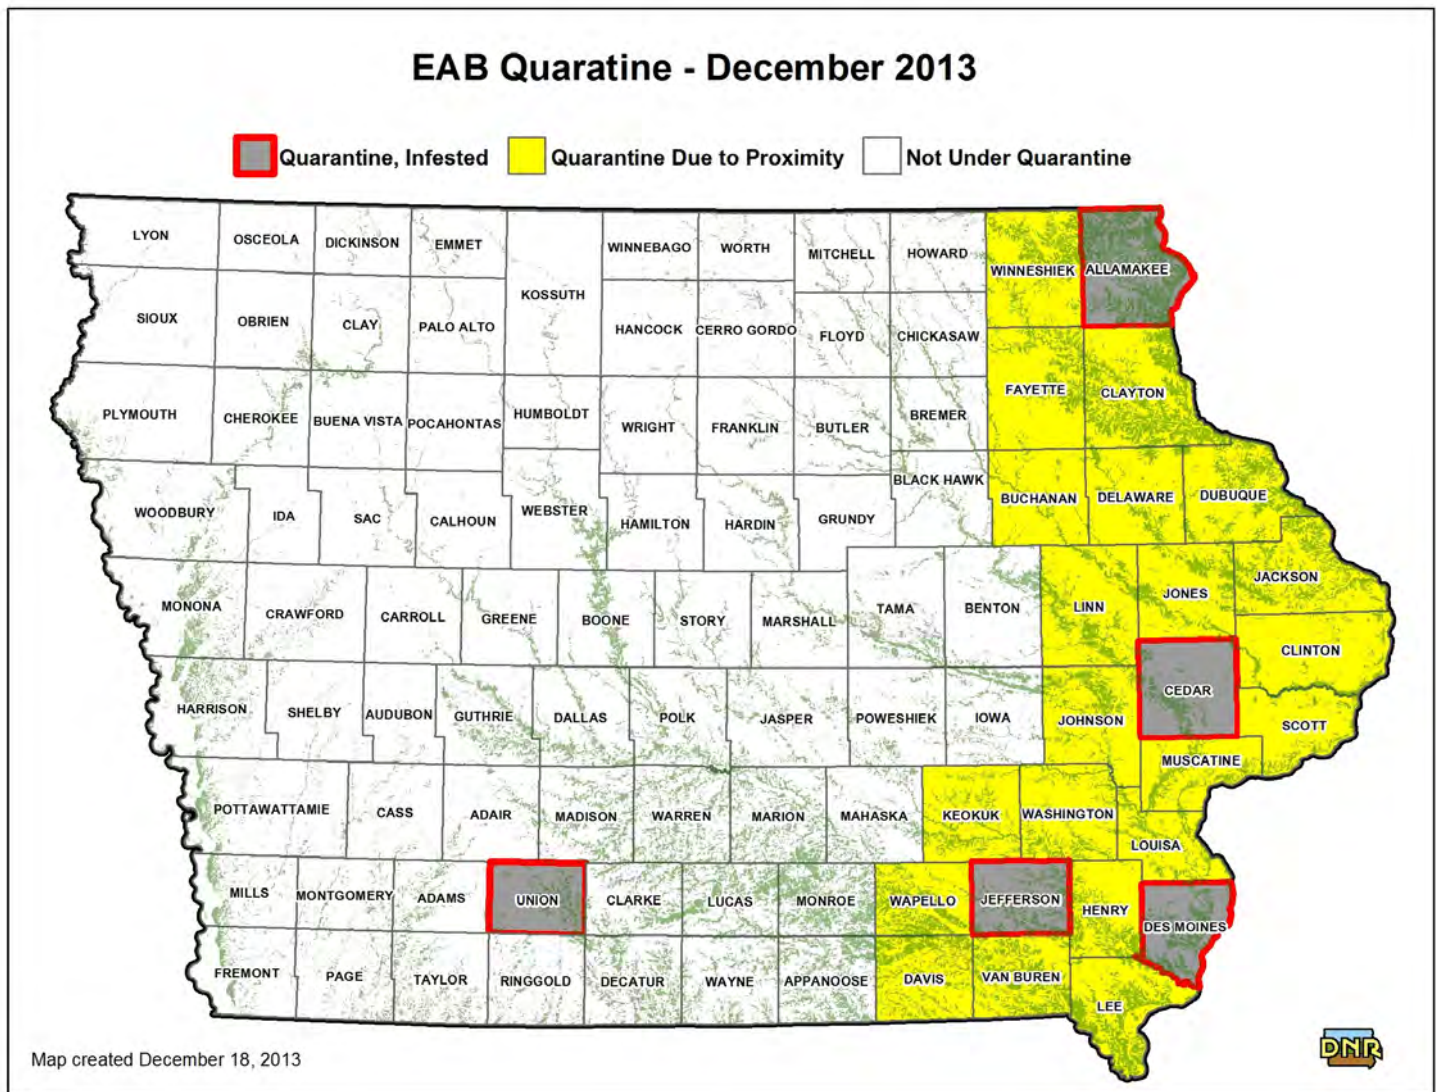 EAB Quaratine - December 2013
Quarantine, Infested Quarantine Due to Proximity Not Under Quarantine
LYON OSCEOLA DICKINSON EMMET WINNEBAGO WORTH MITCHELL HOWARD WINNESHIEK ALLAMAKEE
KOSSUTH
SIOUX OBRIEN CLAY PALO ALTO HANCOCK CERRO GORDO FLOYD CHICKASAW
FAYETTE CLAYTON
PLYMOUTH CHEROKEE BUENA VISTA POCAHONTAS HUMBOLDT WRIGHT FRANKLIN BUTLER BREMER
BLACK HAWK
WOODBURY IDA SAC CALHOUN WEBSTER HAMILTON HARDIN GRUNDY BUCHANAN DELAWARE DUBUQUE
JACKSON
MONONA CRAWFORD CARROLL GREENE BOONE STORY MARSHALL TAMA BENTON LINN JONES
CLINTON
HARRISON SHELBY AUDUBON GUTHRIE DALLAS POLK JASPER POWESHIEK IOWA JOHNSON CEDAR SCOTT
MUSCATINE
POTTAWATTAMIE CASS ADAIR MADISON WARREN MARION MAHASKA KEOKUK WASHINGTON
LOUISA
MILLS MONTGOMERY ADAMS UNION CLARKE LUCAS MONROE WAPELLO JEFFERSON HENRY
DES MOINES
FREMONT PAGE TAYLOR RINGGOLD DECATUR WAYNE APPANOOSE DAVIS VAN BUREN
LEE
Map created December 18, 2013
DNR